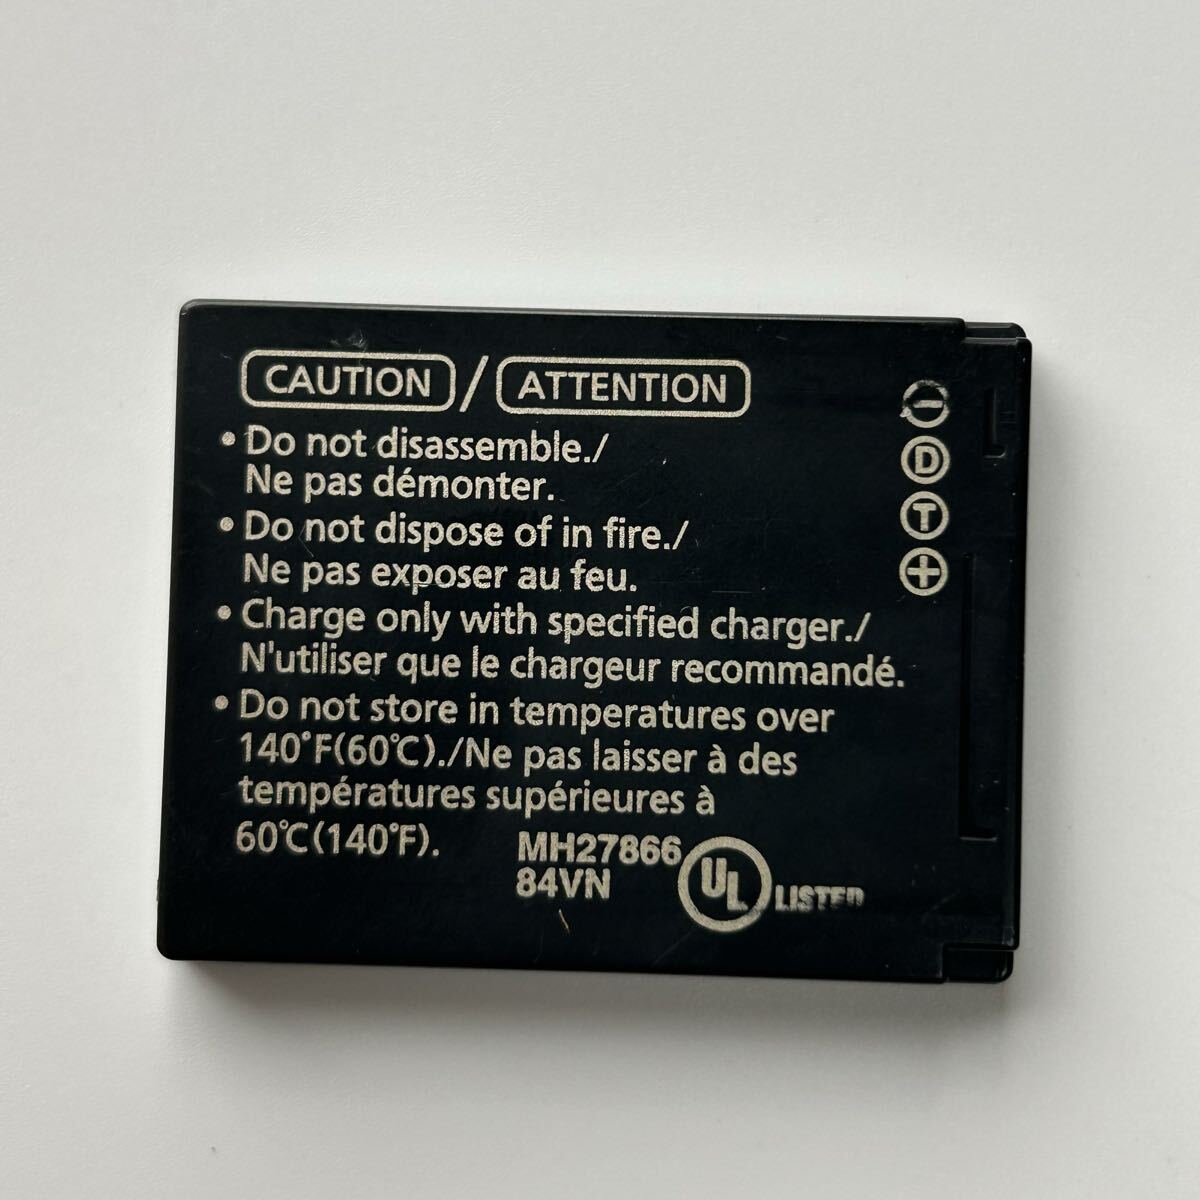 CAUTION / ATTENTION
• Do not disassemble./
Ne pas démonter.
• Do not dispose of in fire./
Ne pas exposer au feu.
• Charge only with specified charger./
N'utiliser que le chargeur recommandé.
• Do not store in temperatures over
140°F(60℃)./Ne pas laisser à des
températures supérieures à
60℃(140°F).
MH27866
84VN
UL LISTED
-
D
T
+